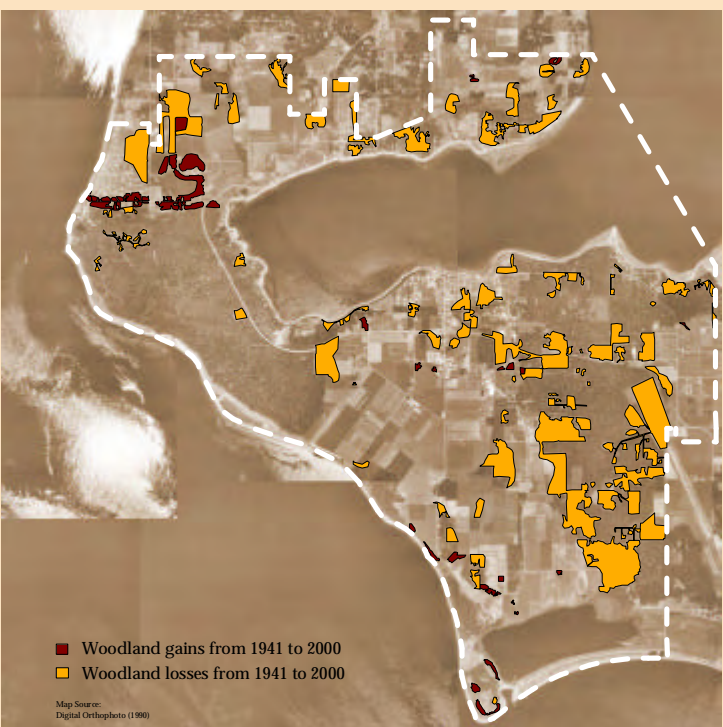 Woodland gains from 1941 to 2000
Woodland losses from 1941 to 2000
Map Source:
Digital Orthophoto (1990)